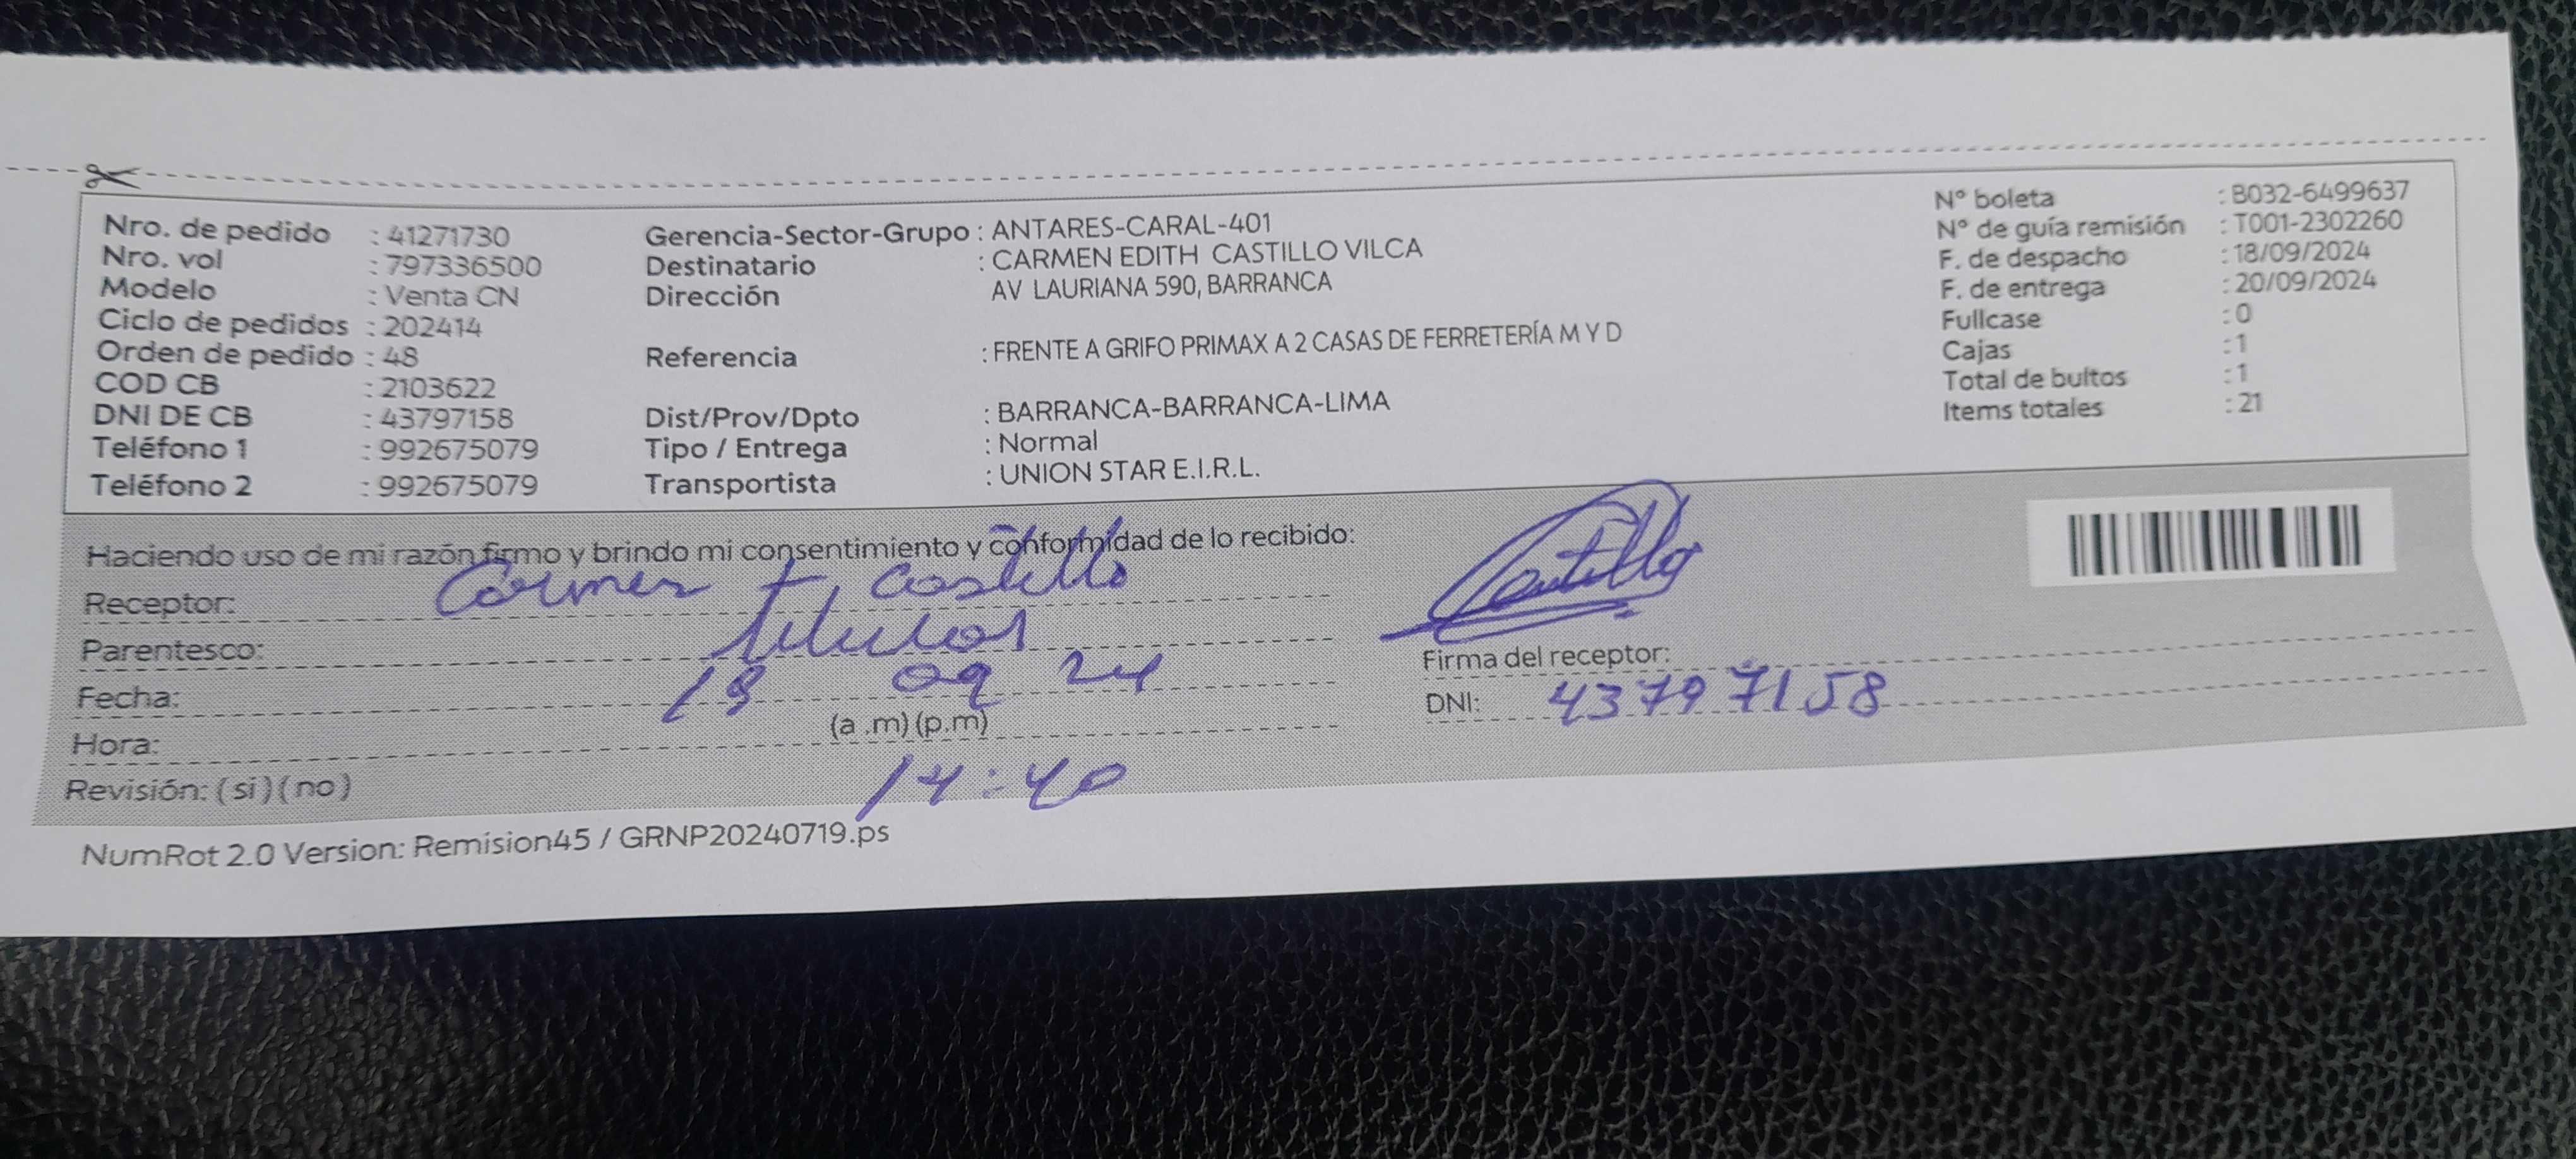 Nro. de pedido : 41271730
Nro. vol : 797336500
Modelo : Venta CN
Ciclo de pedidos : 202414
Orden de pedido : 48
COD CB : 2103622
DNI DE CB : 43797158
Teléfono 1 : 992675079
Teléfono 2 : 992675079
Gerencia-Sector-Grupo : ANTARES-CARAL-401
Destinatario : CARMEN EDITH CASTILLO VILCA
Dirección AV LAURIANA 590, BARRANCA
Referencia : FRENTE A GRIFO PRIMAX A 2 CASAS DE FERRETERÍA M Y D
Dist/Prov/Dpto : BARRANCA-BARRANCA-LIMA
Tipo / Entrega : Normal
Transportista : UNION STAR E.I.R.L.
N° boleta : B032-6499637
N° de guía remisión : T001-2302260
F. de despacho : 18/09/2024
F. de entrega : 20/09/2024
Fullcase : 0
Cajas : 1
Total de bultos : 1
Items totales : 21
Haciendo uso de mi razón firmo y brindo mi consentimiento y conformidad de lo recibido:
Receptor: Carmen Castillo
Parentesco: titular
Fecha: 09 24
Hora: (a .m) (p.m)
14:40
Revisión: ( si ) ( no )
Castillo
Firma del receptor:
DNI: 43797158
NumRot 2.0 Version: Remision45 / GRNP20240719.ps